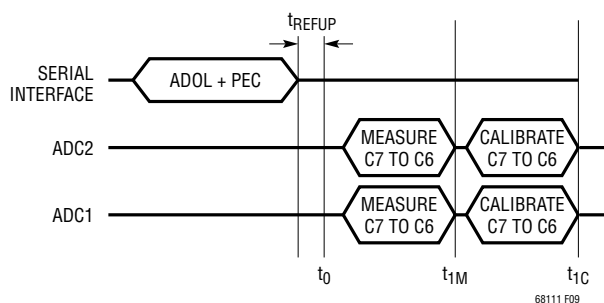 tREFUP
SERIAL
INTERFACE
ADOL + PEC
ADC2
MEASURE
C7 TO C6
CALIBRATE
C7 TO C6
ADC1
MEASURE
C7 TO C6
CALIBRATE
C7 TO C6
t0
t1M
t1C
68111 F09